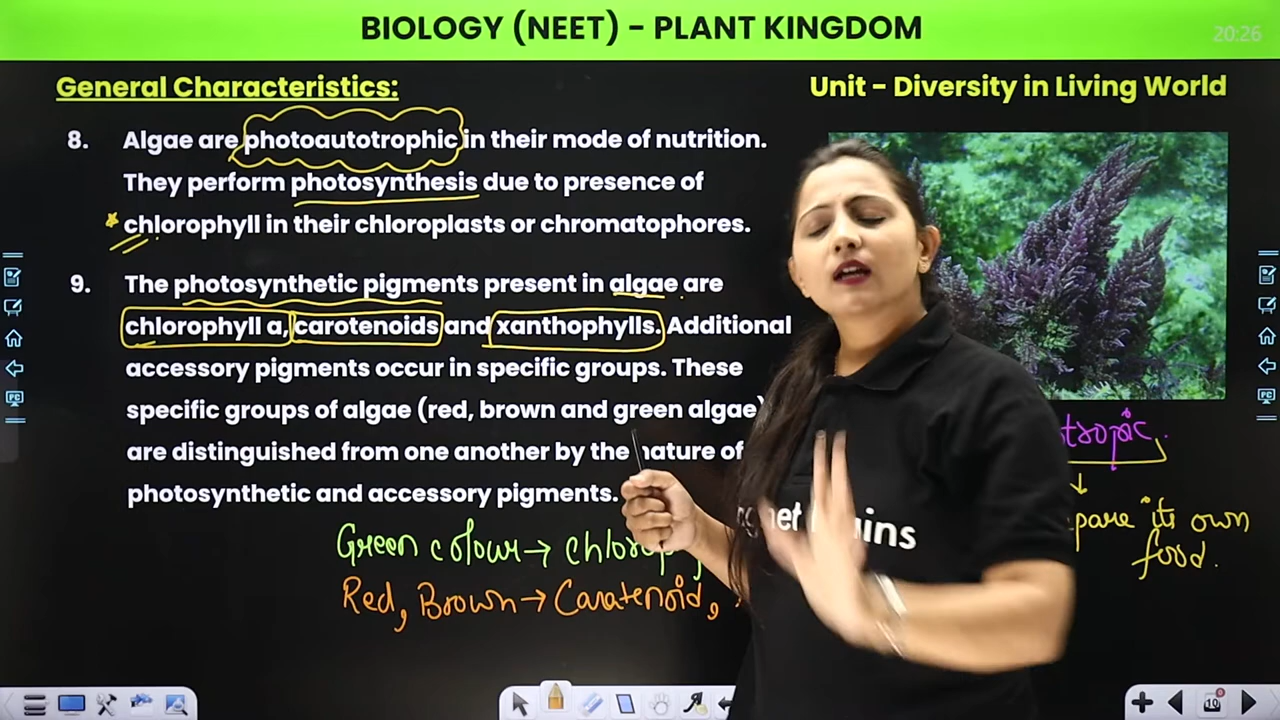 BIOLOGY (NEET) – PLANT KINGDOM
20:26
General Characteristics:
Unit – Diversity in Living World
8. Algae are photoautotrophic in their mode of nutrition.
They perform photosynthesis due to presence of
chlorophyll in their chloroplasts or chromatophores.
9. The photosynthetic pigments present in algae are
chlorophyll a, carotenoids and xanthophylls. Additional
accessory pigments occur in specific groups. These
specific groups of algae (red, brown and green algae)
are distinguished from one another by the nature of
photosynthetic and accessory pigments.
Green colour →
Red, Brown → Caratenoid,
its own
food.